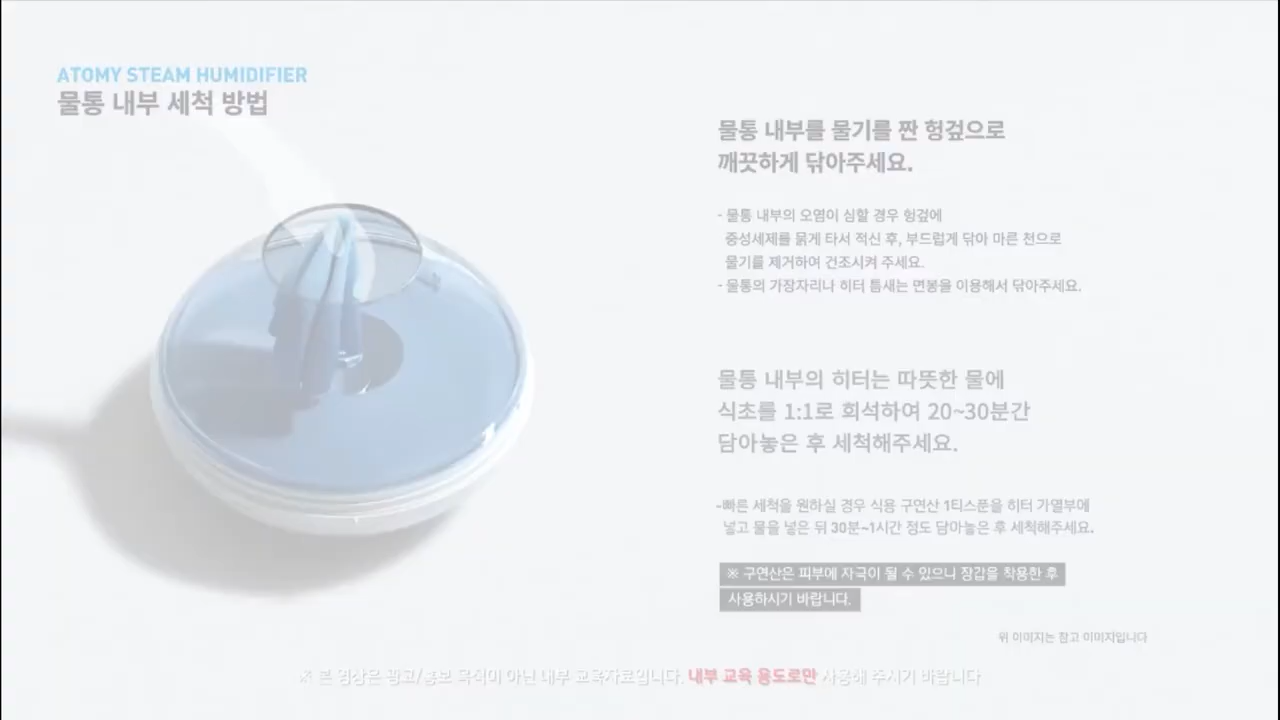 ATOMY STEAM HUMIDIFIER
물통 내부 세척 방법
물통 내부를 물기를 짠 헝겊으로
깨끗하게 닦아주세요.
- 물통 내부의 오염이 심할 경우 헝겊에
중성세제를 묽게 타서 적신 후, 부드럽게 닦아 마른 천으로
물기를 제거하여 건조시켜 주세요.
- 물통의 가장자리나 히터 틈새는 면봉을 이용해서 닦아주세요.
물통 내부의 히터는 따뜻한 물에
식초를 1:1로 희석하여 20~30분간
담아놓은 후 세척해주세요.
-빠른 세척을 원하실 경우 식용 구연산 1티스푼을 히터 가열부에
넣고 물을 넣은 뒤 30분~1시간 정도 담아놓은 후 세척해주세요.
※ 구연산은 피부에 자극이 될 수 있으니 장갑을 착용한 후
사용하시기 바랍니다.
위 이미지는 참고 이미지입니다
※ 본 영상은 광고/홍보 목적이 아닌 내부 교육자료입니다. 내부 교육 용도로만 사용해 주시기 바랍니다